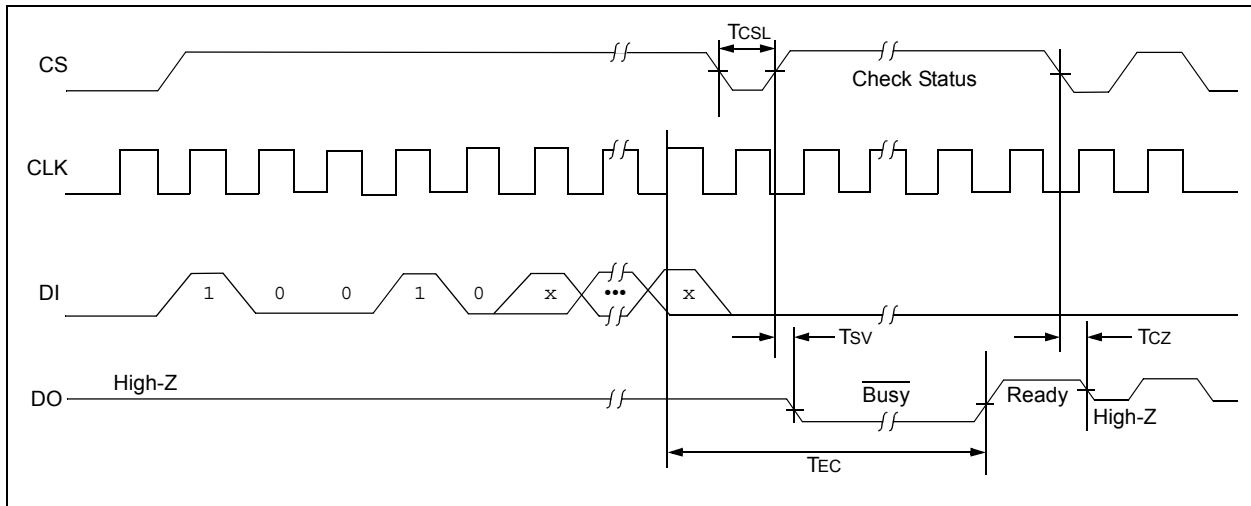 TCSL
CS
Check Status
CLK
DI 1 0 0 1 0 x ••• x
TSV
TCZ
High-Z
DO
Busy
Ready
High-Z
TEC